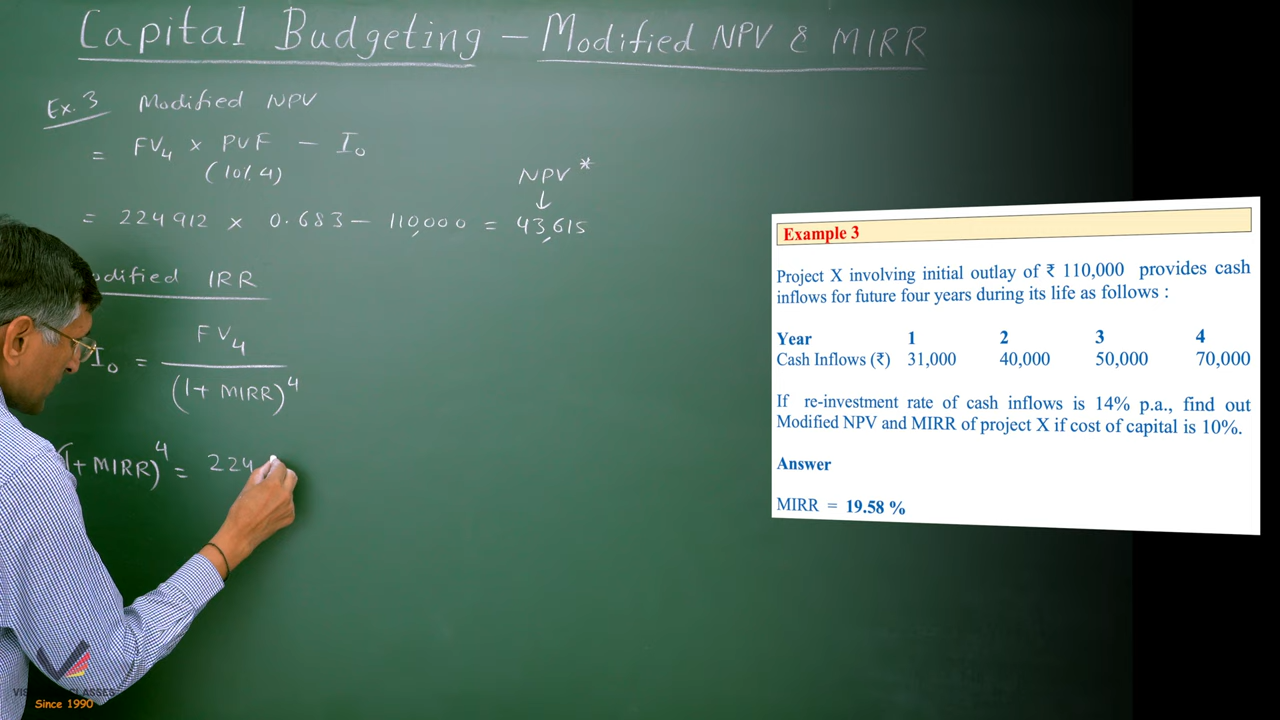 Capital Budgeting – Modified NPV & MIRR
Ex. 3 Modified NPV
= FV₄ × PVF – I₀
(10%, 4)
NPV*
↓
= 224912 × 0.683 – 110,000 = 43,615
odified IRR
I₀ = FV₄
(1+ MIRR)⁴
(1+ MIRR)⁴ = 224
Example 3
Project X involving initial outlay of ₹ 110,000 provides cash
inflows for future four years during its life as follows :
Year 1 2 3 4
Cash Inflows (₹) 31,000 40,000 50,000 70,000
If re-investment rate of cash inflows is 14% p.a., find out
Modified NPV and MIRR of project X if cost of capital is 10%.
Answer
MIRR = 19.58 %
Since 1990